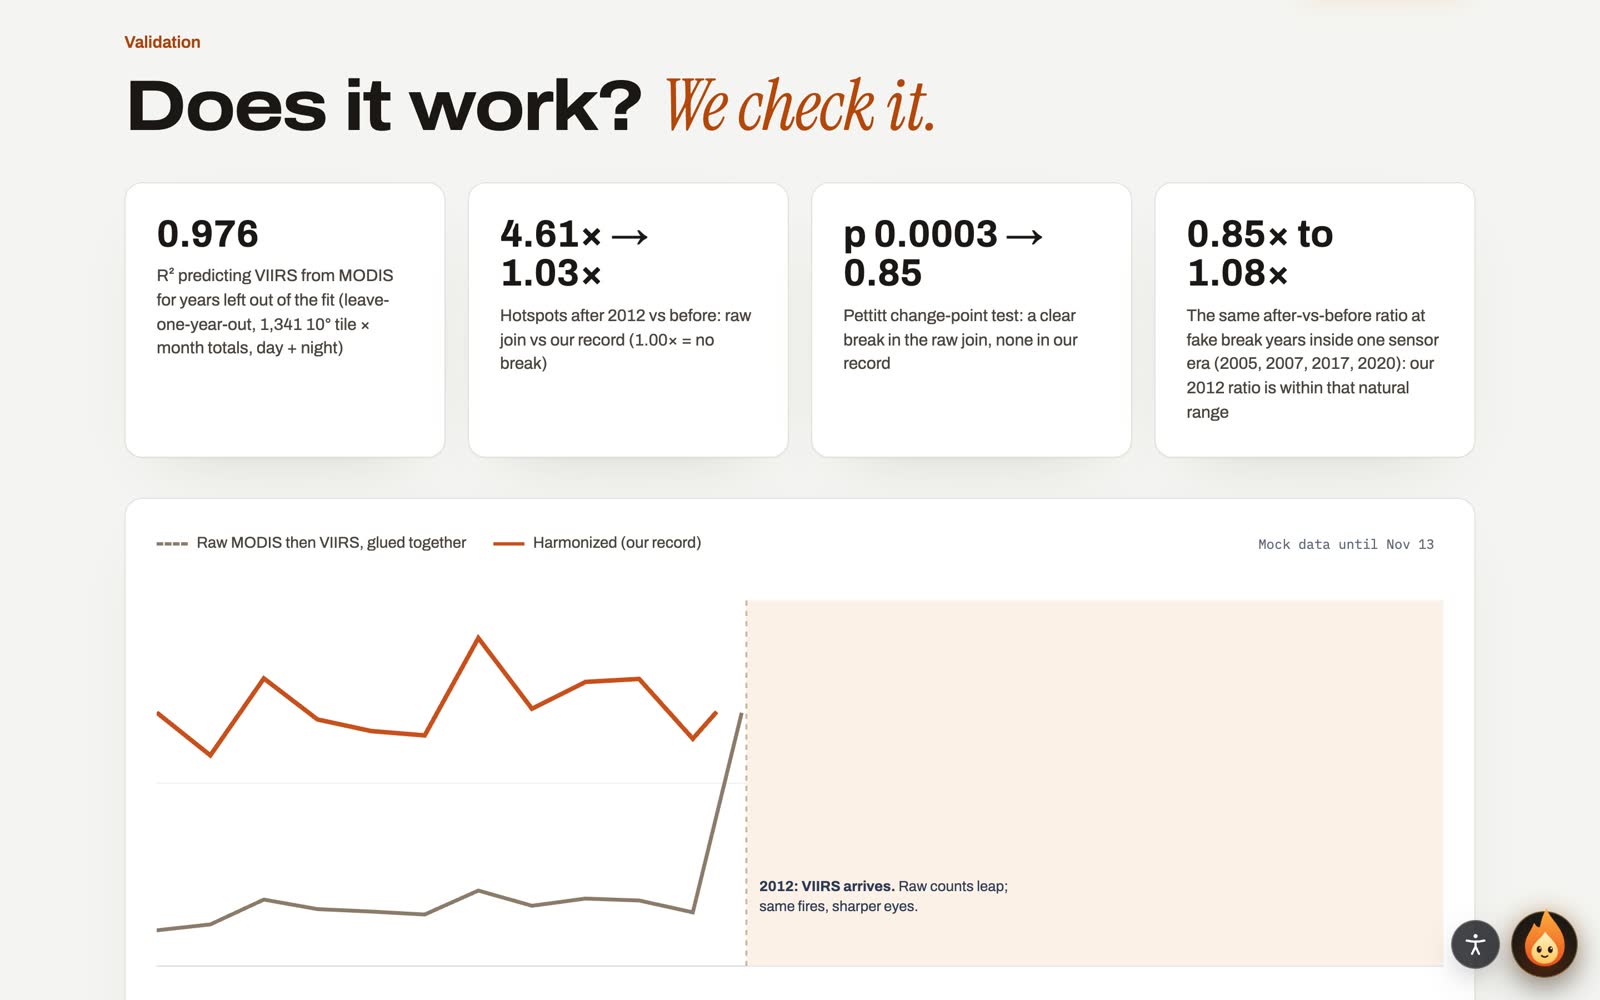 Validation
Does it work? We check it.
0.976
R² predicting VIIRS from MODIS
for years left out of the fit (leave-
one-year-out, 1,341 10° tile ×
month totals, day + night)
4.61× →
1.03×
Hotspots after 2012 vs before: raw
join vs our record (1.00× = no
break)
p 0.0003 →
0.85
Pettitt change-point test: a clear
break in the raw join, none in our
record
0.85× to
1.08×
The same after-vs-before ratio at
fake break years inside one sensor
era (2005, 2007, 2017, 2020): our
2012 ratio is within that natural
range
Raw MODIS then VIIRS, glued together
Harmonized (our record)
Mock data until Nov 13
2012: VIIRS arrives. Raw counts leap;
same fires, sharper eyes.